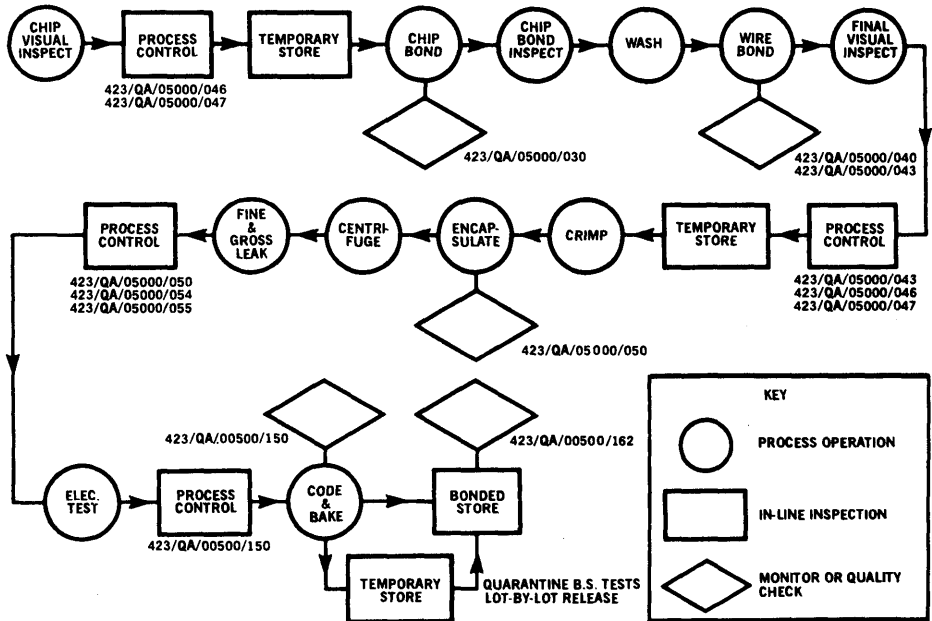 CHIP
VISUAL
INSPECT
PROCESS
CONTROL
423/QA/05000/046
423/QA/05000/047
TEMPORARY
STORE
CHIP
BOND
423/QA/05000/030
CHIP
BOND
INSPECT
WASH
WIRE
BOND
423/QA/05000/040
423/QA/05000/043
FINAL
VISUAL
INSPECT
PROCESS
CONTROL
423/QA/05000/043
423/QA/05000/046
423/QA/05000/047
TEMPORARY
STORE
CRIMP
ENCAP-
SULATE
423/QA/05000/050
CENTRI-
FUGE
FINE
&
GROSS
LEAK
PROCESS
CONTROL
423/QA/05000/050
423/QA/05000/054
423/QA/05000/055
ELEC.
TEST
PROCESS
CONTROL
423/QA/00500/150
CODE
&
BAKE
423/QA/00500/150
TEMPORARY
STORE
QUARANTINE B.S. TESTS
LOT-BY-LOT RELEASE
BONDED
STORE
423/QA/00500/162
KEY
PROCESS OPERATION
IN-LINE INSPECTION
MONITOR OR QUALITY
CHECK